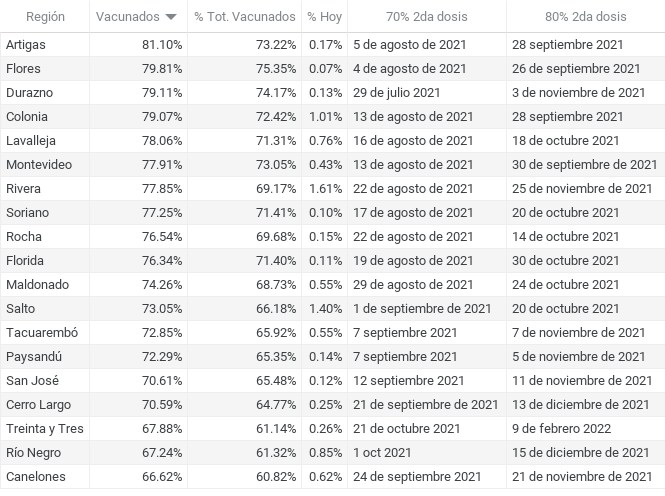 Región Vacunados % Tot. Vacunados % Hoy 70% 2da dosis 80% 2da dosis
Artigas 81.10% 73.22% 0.17% 5 de agosto de 2021 28 septiembre 2021
Flores 79.81% 75.35% 0.07% 4 de agosto de 2021 26 de septiembre 2021
Durazno 79.11% 74.17% 0.13% 29 de julio 2021 3 de noviembre de 2021
Colonia 79.07% 72.42% 1.01% 13 de agosto de 2021 28 septiembre 2021
Lavalleja 78.06% 71.31% 0.76% 16 de agosto de 2021 18 de octubre 2021
Montevideo 77.91% 73.05% 0.43% 13 de agosto de 2021 30 de septiembre de 2021
Rivera 77.85% 69.17% 1.61% 22 de agosto de 2021 25 de noviembre de 2021
Soriano 77.25% 71.41% 0.10% 17 de agosto de 2021 20 de octubre 2021
Rocha 76.54% 69.68% 0.15% 22 de agosto de 2021 14 de octubre 2021
Florida 76.34% 71.40% 0.11% 19 de agosto de 2021 30 de octubre 2021
Maldonado 74.26% 68.73% 0.55% 29 de agosto de 2021 24 de octubre 2021
Salto 73.05% 66.18% 1.40% 1 de septiembre de 2021 20 de octubre 2021
Tacuarembó 72.85% 65.92% 0.55% 7 septiembre 2021 7 de noviembre de 2021
Paysandú 72.29% 65.35% 0.14% 7 septiembre 2021 5 de noviembre de 2021
San José 70.61% 65.48% 0.12% 12 septiembre 2021 11 de noviembre de 2021
Cerro Largo 70.59% 64.77% 0.25% 21 de septiembre de 2021 13 de diciembre de 2021
Treinta y Tres 67.88% 61.14% 0.26% 21 de octubre 2021 9 de febrero 2022
Río Negro 67.24% 61.32% 0.85% 1 oct 2021 15 de diciembre de 2021
Canelones 66.62% 60.82% 0.62% 24 de septiembre 2021 21 de noviembre de 2021